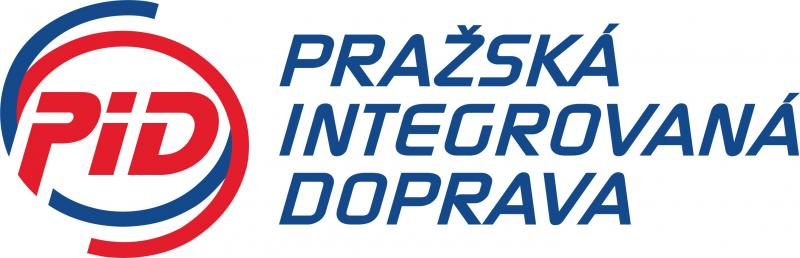 PiD
PRAŽSKÁ
INTEGROVANÁ
DOPRAVA